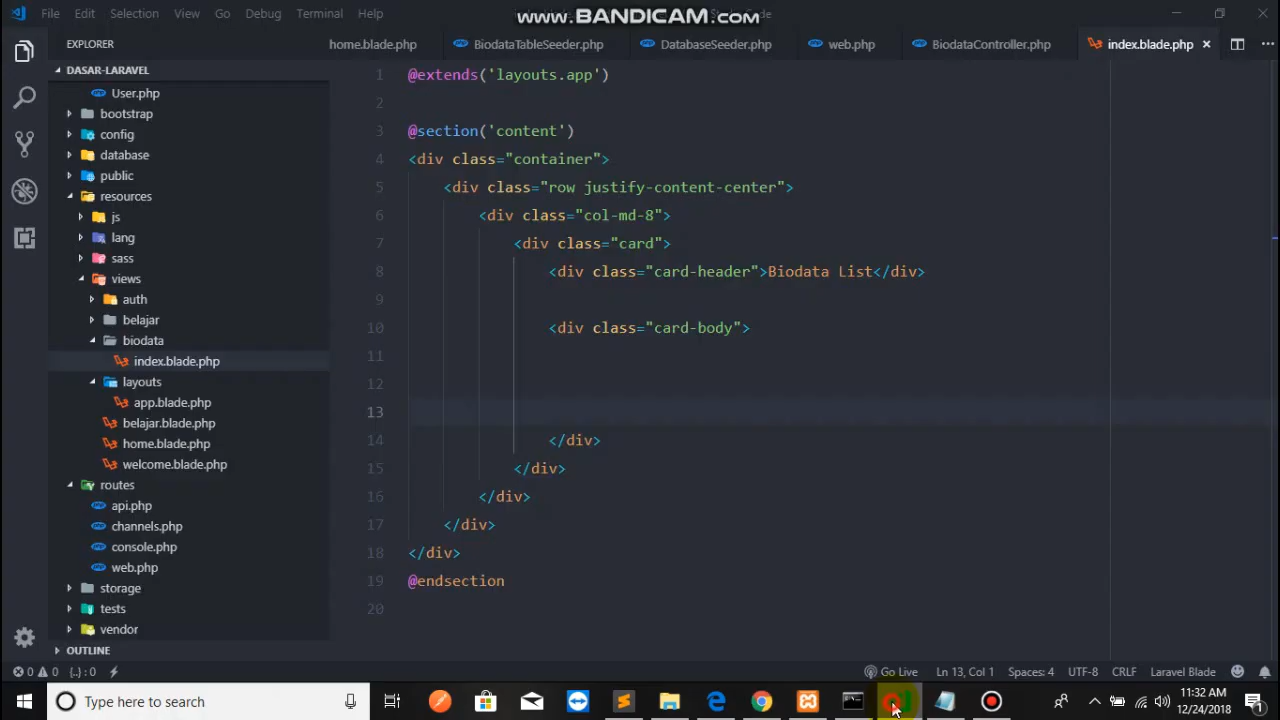 www.BANDICAM.com
File Edit Selection View Go Debug Terminal Help
EXPLORER
home.blade.php BiodataTableSeeder.php DatabaseSeeder.php web.php BiodataController.php index.blade.php
DASAR-LARAVEL
User.php
bootstrap
config
database
public
resources
js
lang
sass
views
auth
belajar
biodata
index.blade.php
layouts
app.blade.php
belajar.blade.php
home.blade.php
welcome.blade.php
routes
api.php
channels.php
console.php
web.php
storage
tests
vendor
OUTLINE
1 @extends('layouts.app')
2
3 @section('content')
4 <div class="container">
5 <div class="row justify-content-center">
6 <div class="col-md-8">
7 <div class="card">
8 <div class="card-header">Biodata List</div>
9
10 <div class="card-body">
11
12
13
14 </div>
15 </div>
16 </div>
17 </div>
18 </div>
19 @endsection
20
0 0 {..} : 0 Go Live Ln 13, Col 1 Spaces: 4 UTF-8 CRLF Laravel Blade
Type here to search
11:32 AM
12/24/2018
1